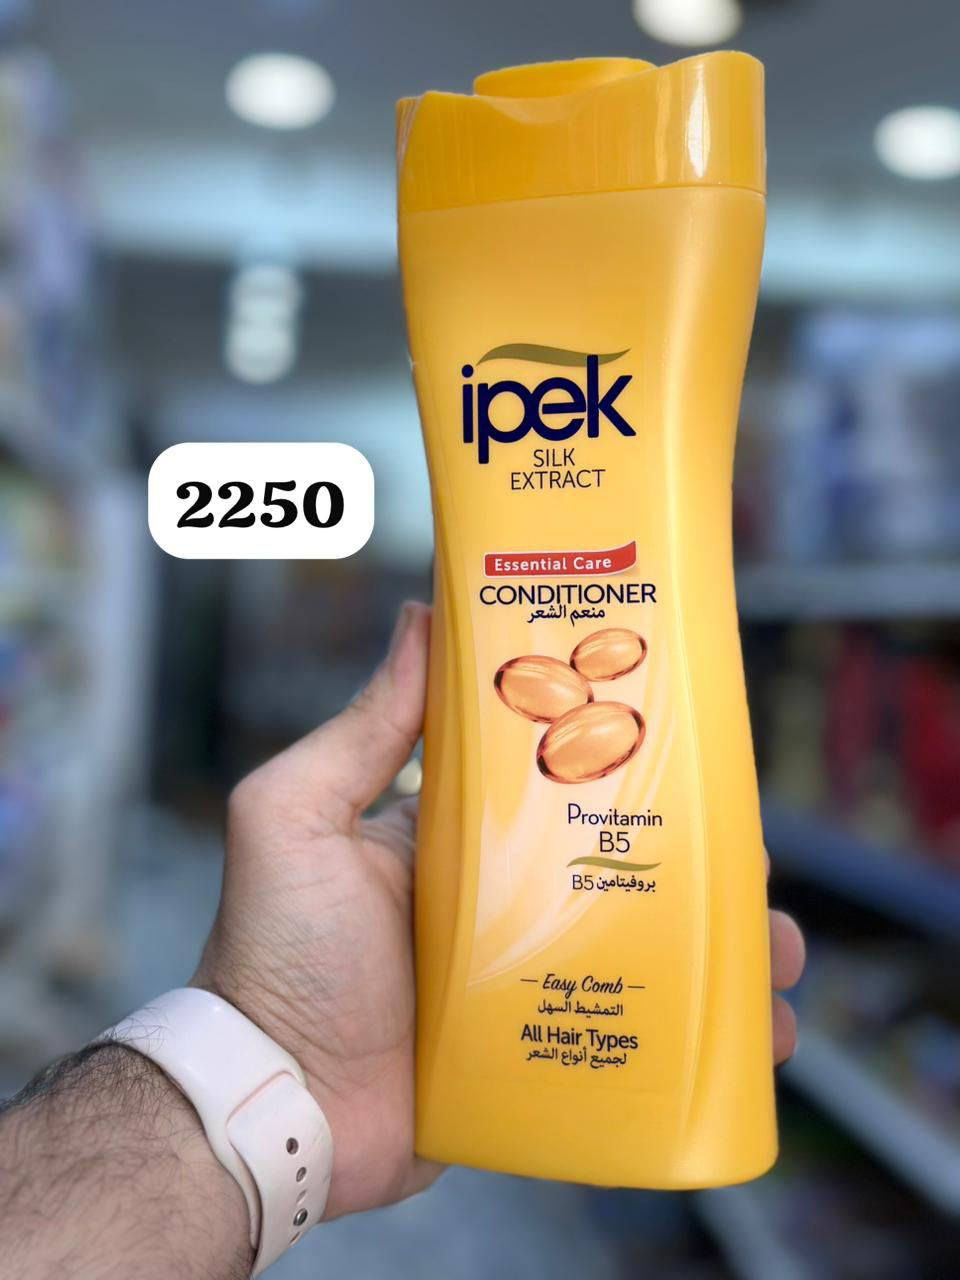 ipek
SILK
EXTRACT
2250
Essential Care
CONDITIONER
منعم الشعر
Provitamin
B5
بروفيتامين B5
— Easy Comb —
التمشيط السهل
All Hair Types
لجميع أنواع الشعر